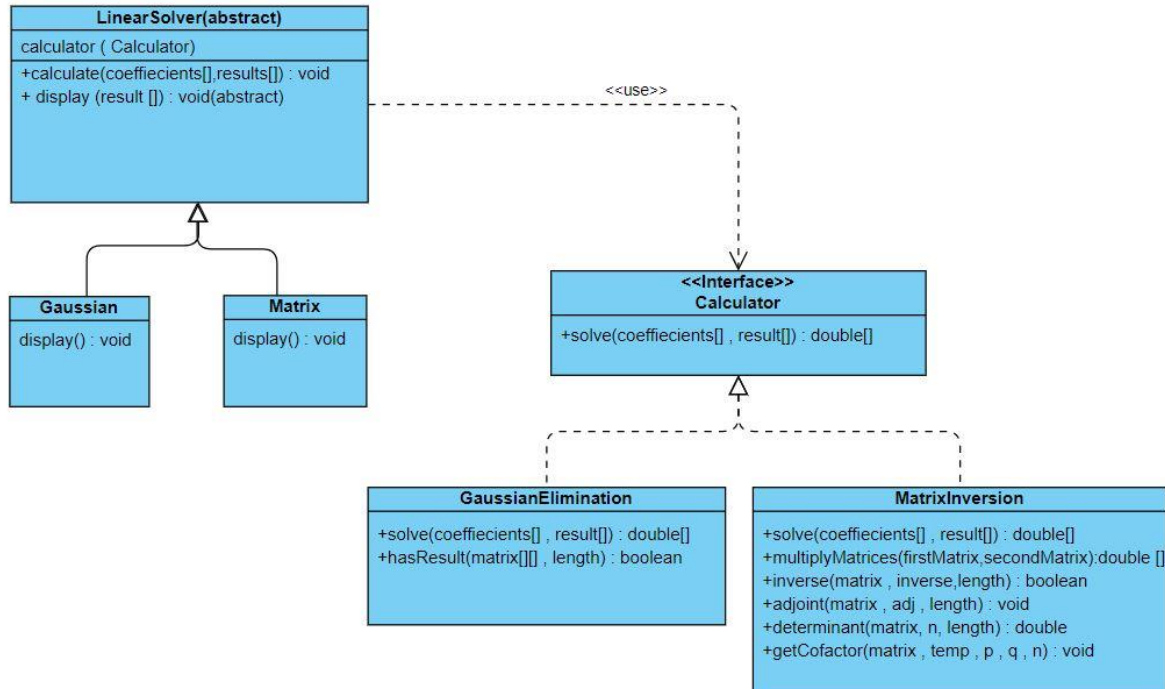 LinearSolver(abstract)
calculator ( Calculator)
+calculate(coeffiecients[],results[]) : void
+ display (result []) : void(abstract)
<<use>>
Gaussian
display() : void
Matrix
display() : void
<<Interface>>
Calculator
+solve(coeffiecients[] , result[]) : double[]
GaussianElimination
+solve(coeffiecients[] , result[]) : double[]
+hasResult(matrix[][] , length) : boolean
MatrixInversion
+solve(coeffiecients[] , result[]) : double[]
+multiplyMatrices(firstMatrix,secondMatrix):double []
+inverse(matrix , inverse,length) : boolean
+adjoint(matrix , adj , length) : void
+determinant(matrix, n, length) : double
+getCofactor(matrix , temp , p , q , n) : void